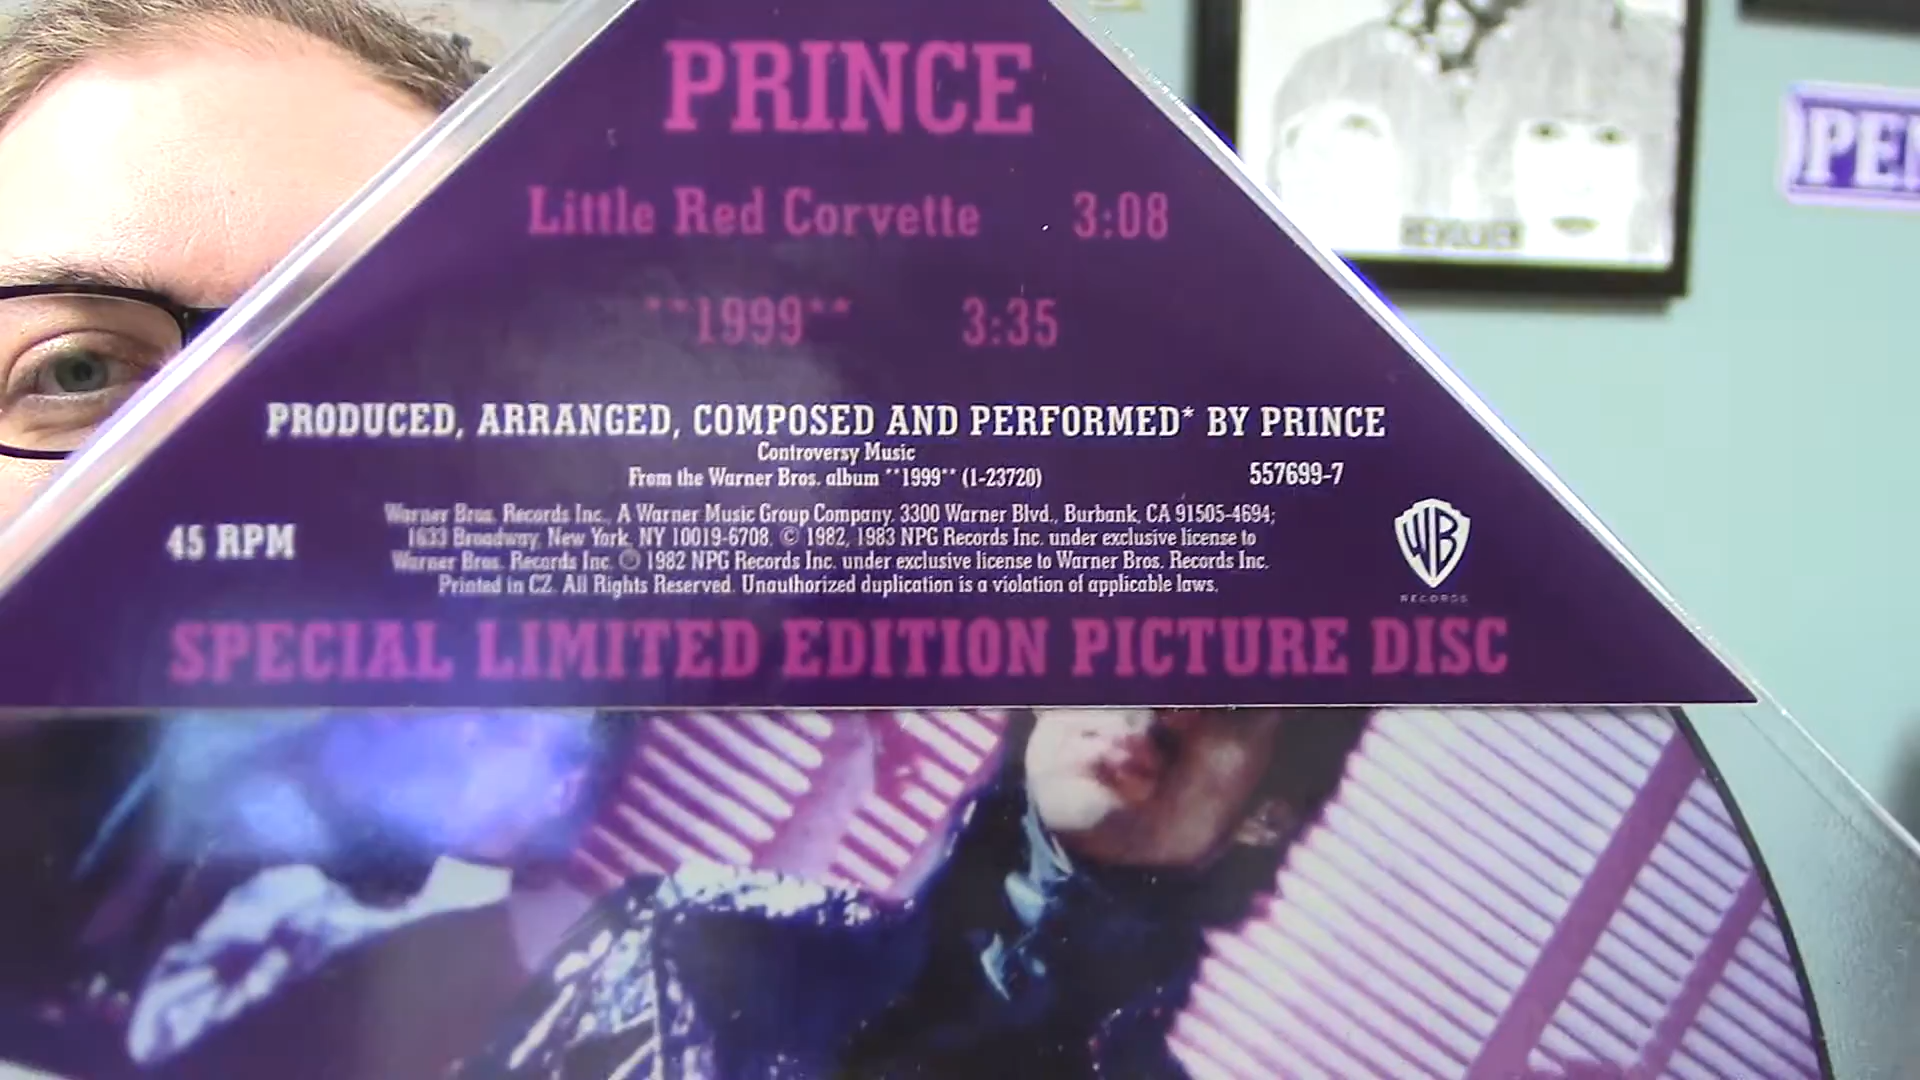 PRINCE
Little Red Corvette 3:08
""1999"" 3:35
PRODUCED, ARRANGED, COMPOSED AND PERFORMED* BY PRINCE
Controversy Music
From the Warner Bros. album ""1999"" (1-23720) 557699-7
45 RPM
Warner Bros. Records Inc., A Warner Music Group Company, 3300 Warner Blvd., Burbank, CA 91505-4694;
1633 Broadway, New York, NY 10019-6708. © 1982, 1983 NPG Records Inc. under exclusive license to
Warner Bros. Records Inc. ℗ 1982 NPG Records Inc. under exclusive license to Warner Bros. Records Inc.
Printed in CZ. All Rights Reserved. Unauthorized duplication is a violation of applicable laws.
WB
RECORDS
SPECIAL LIMITED EDITION PICTURE DISC
REVOLVER
PEN